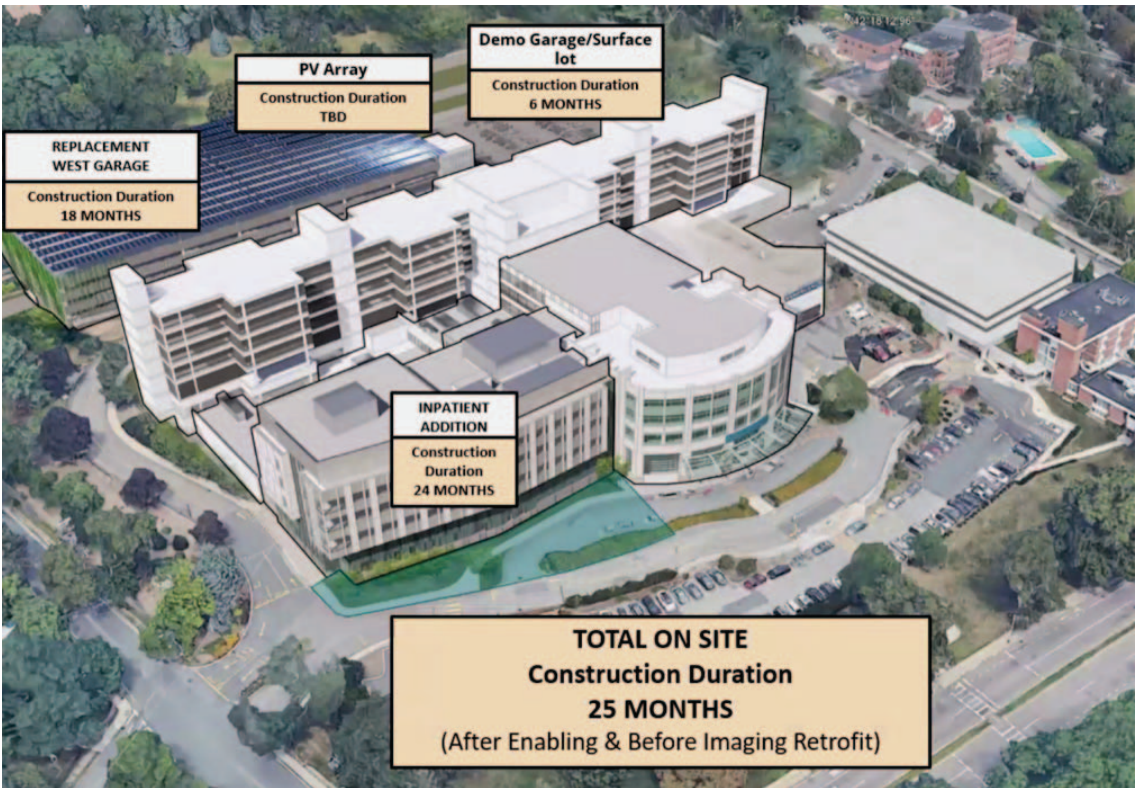 Demo Garage/Surface
lot
Construction Duration
6 MONTHS
PV Array
Construction Duration
TBD
REPLACEMENT
WEST GARAGE
Construction Duration
18 MONTHS
INPATIENT
ADDITION
Construction
Duration
24 MONTHS
TOTAL ON SITE
Construction Duration
25 MONTHS
(After Enabling & Before Imaging Retrofit)